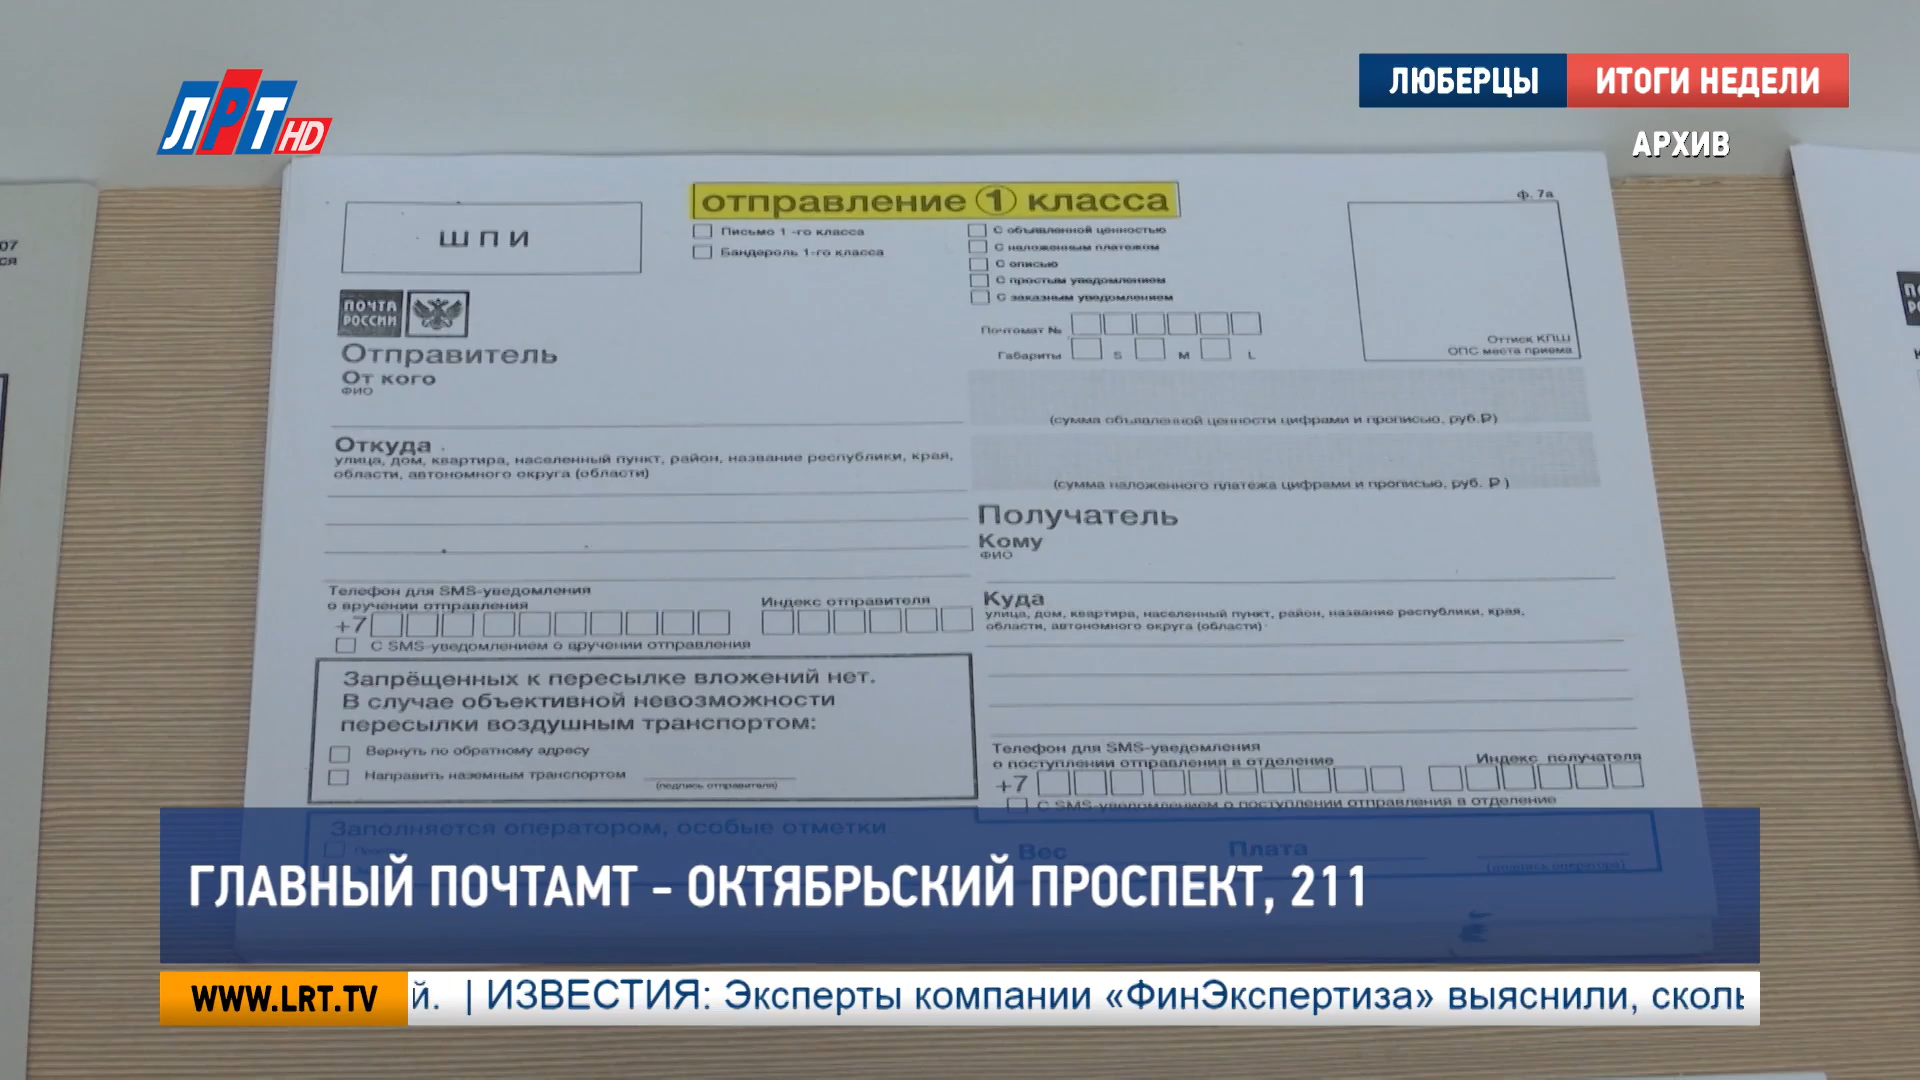 ЛРТ HD
ЛЮБЕРЦЫ
ИТОГИ НЕДЕЛИ
АРХИВ
07
ся
ф. 7а
ШПИ
отправление 1 класса
Письмо 1 -го класса
Бандероль 1-го класса
С объявленной ценностью
С наложенным платежом
С описью
С простым уведомлением
С заказным уведомлением
Почтомат №
Габариты S M L
Оттиск КПШ
ОПС места приема
ПОЧТА
РОССИИ
Отправитель
От кого
ФИО
(сумма объявленной ценности цифрами и прописью, руб.₽)
Откуда
улица, дом, квартира, населенный пункт, район, название республики, края,
области, автономного округа (области)
(сумма наложенного платежа цифрами и прописью, руб. ₽ )
Получатель
Кому
ФИО
Телефон для SMS-уведомления
о вручении отправления
Индекс отправителя
+7
С SMS-уведомлением о вручении отправления
Куда
улица, дом, квартира, населенный пункт, район, название республики, края,
области, автономного округа (области)
Запрещенных к пересылке вложений нет.
В случае объективной невозможности
пересылки воздушным транспортом:
Вернуть по обратному адресу
Направить наземным транспортом
(подпись отправителя)
Телефон для SMS-уведомления
о поступлении отправления в отделение
Индекс получателя
+7
С SMS-уведомлением о поступлении отправления в отделение
Заполняется оператором, особые отметки
Вес
Плата
(подпись оператора)
ГЛАВНЫЙ ПОЧТАМТ - ОКТЯБРЬСКИЙ ПРОСПЕКТ, 211
WWW.LRT.TV
й. | ИЗВЕСТИЯ: Эксперты компании «ФинЭкспертиза» выяснили, сколь